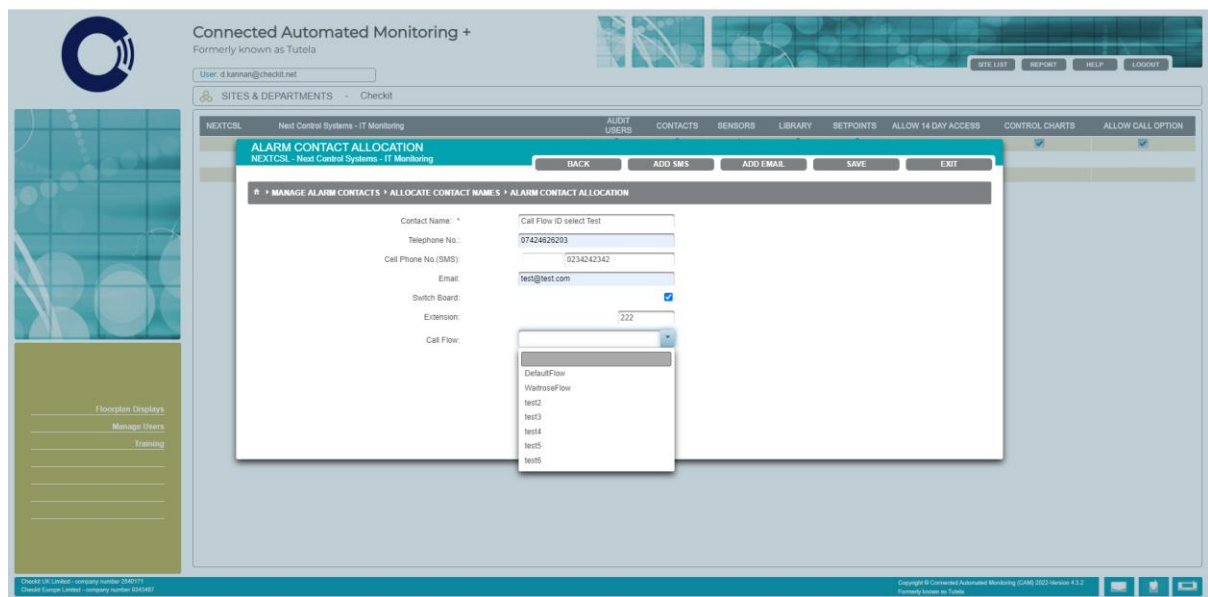 Connected Automated Monitoring +
Formerly known as Tutela
User: d.kannan@checkit.net
SITE LIST REPORT HELP LOGOUT
SITES & DEPARTMENTS - Checkit
NEXTCSL Next Control Systems - IT Monitoring AUDIT USERS CONTACTS SENSORS LIBRARY SETPOINTS ALLOW 14 DAY ACCESS CONTROL CHARTS ALLOW CALL OPTION
ALARM CONTACT ALLOCATION
NEXTCSL - Next Control Systems - IT Monitoring
BACK ADD SMS ADD EMAIL SAVE EXIT
MANAGE ALARM CONTACTS ALLOCATE CONTACT NAMES ALARM CONTACT ALLOCATION
Contact Name: * Call Flow ID select Test
Telephone No.: 07424626203
Cell Phone No.(SMS): 0234242342
Email: test@test.com
Switch Board:
Extension: 222
Call Flow:
DefaultFlow
WaitroseFlow
test2
test3
test4
test5
test6
Floorplan Displays
Manage Users
Training
Checkit UK Limited - company number
Checkit Europe Limited - company number
Copyright © Connected Automated Monitoring (CAM) 2022-Version 4.3.2
Formerly known as Tutela